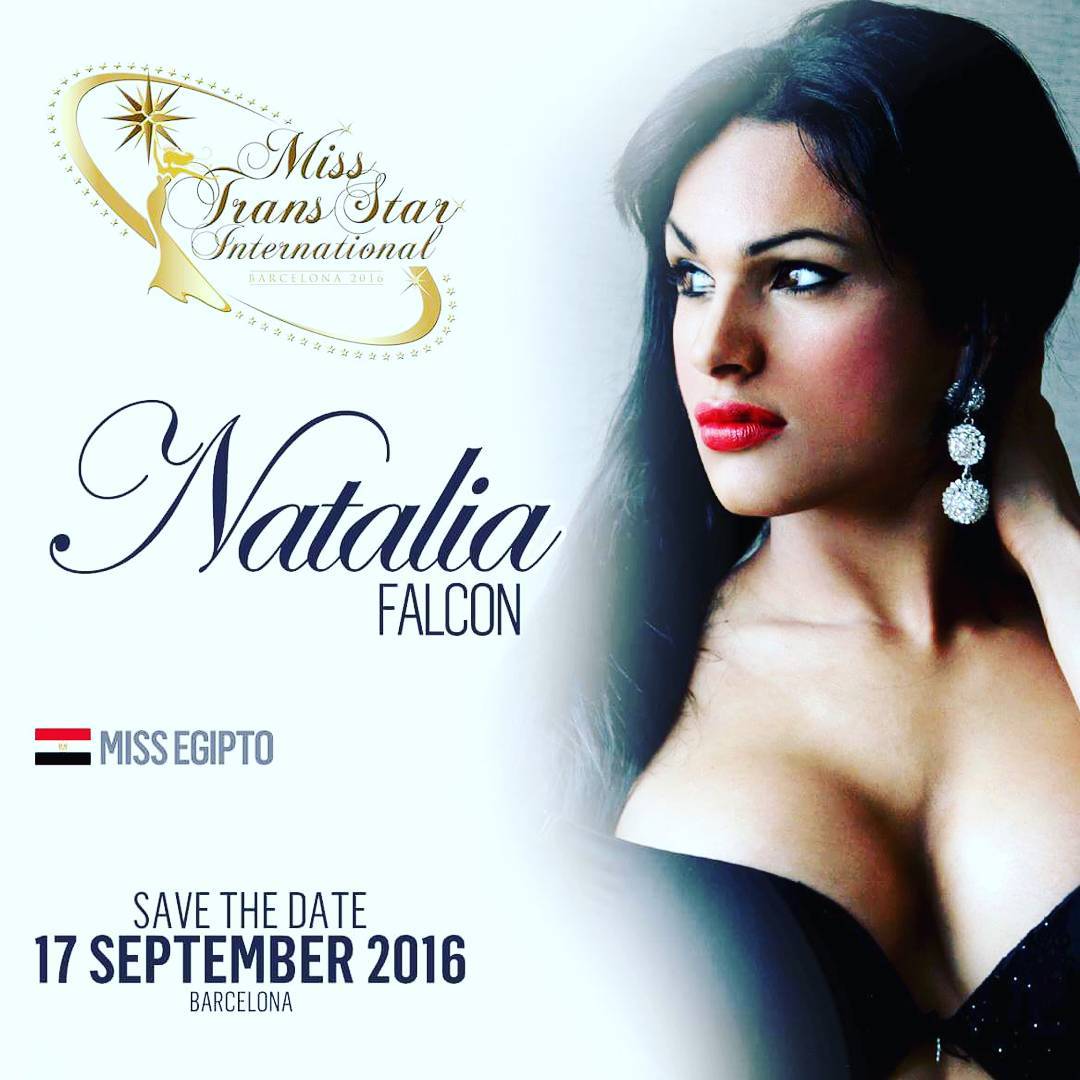 Miss
Trans Star
International
BARCELONA 2016
Natalia
FALCON
MISS EGIPTO
SAVE THE DATE
17 SEPTEMBER 2016
BARCELONA